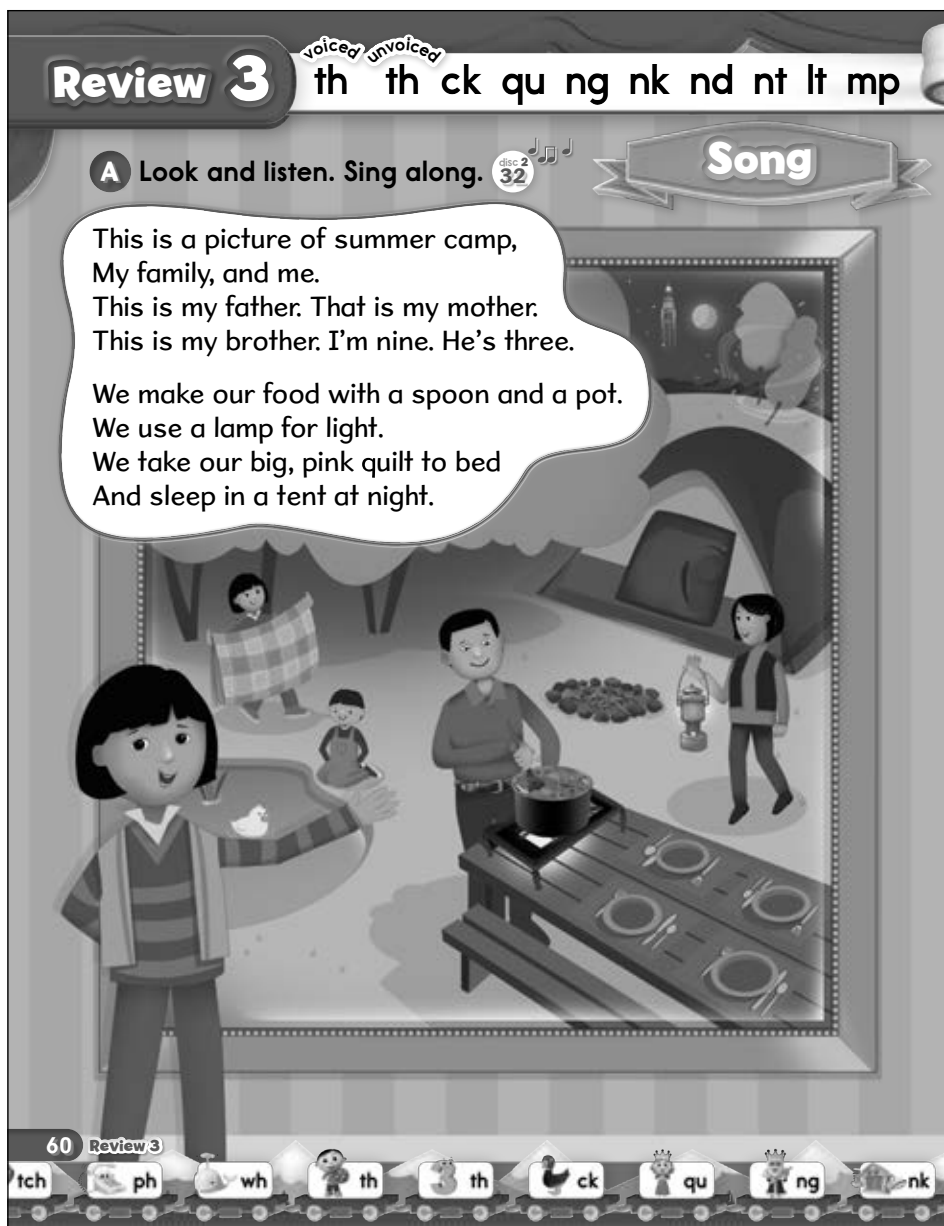 voiced unvoiced
Review 3 th th ck qu ng nk nd nt lt mp
A Look and listen. Sing along. disc 2 32
Song
This is a picture of summer camp,
My family, and me.
This is my father. That is my mother.
This is my brother. I'm nine. He's three.
We make our food with a spoon and a pot.
We use a lamp for light.
We take our big, pink quilt to bed
And sleep in a tent at night.
60 Review 3
tch ph wh th 3 th ck qu ng nk